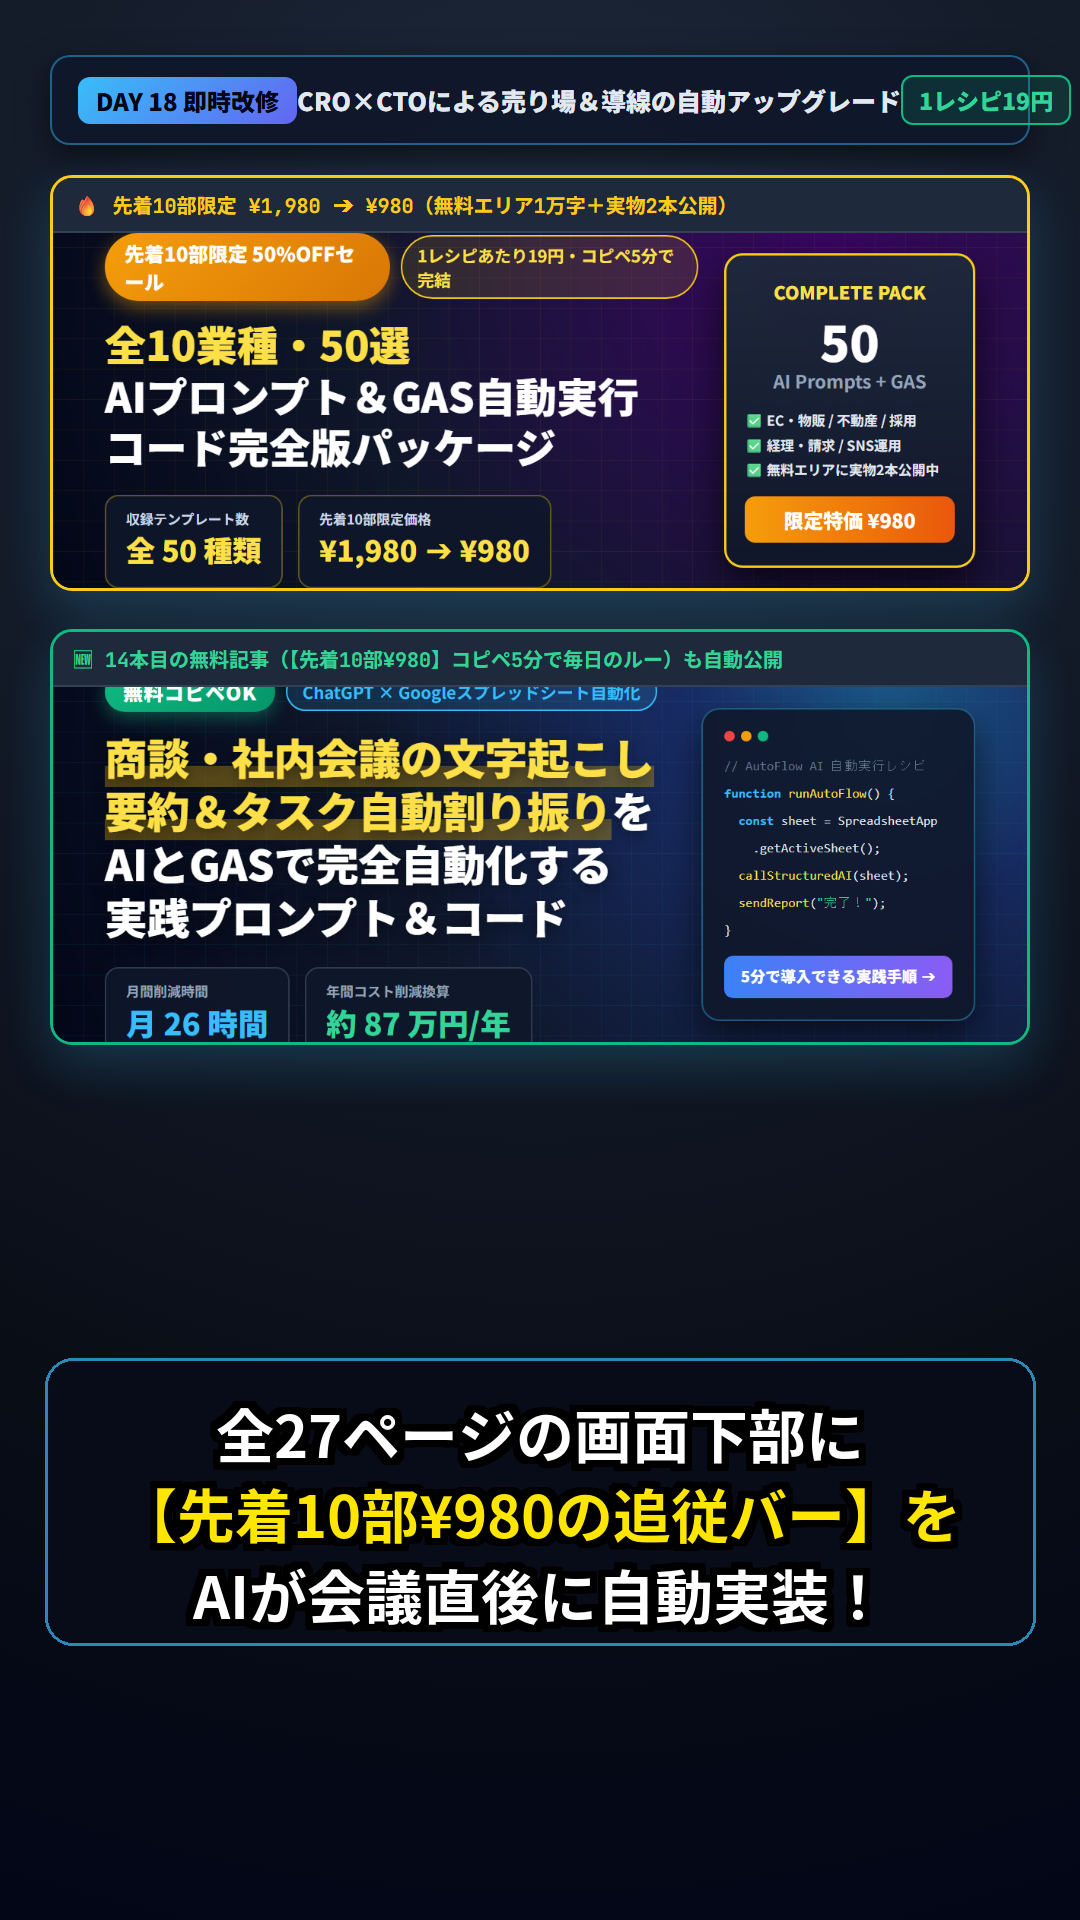 DAY 18 即時改修 CRO×CTOによる売り場＆導線の自動アップグレード 1レシピ19円
🔥 先着10部限定 ¥1,980 → ¥980（無料エリア1万字＋実物2本公開）
先着10部限定 50%OFFセ
ール
1レシピあたり19円・コピペ5分で
完結
全10業種・50選
AIプロンプト＆GAS自動実行
コード完全版パッケージ
収録テンプレート数
全 50 種類
先着10部限定価格
¥1,980 → ¥980
COMPLETE PACK
50
AI Prompts + GAS
✅ EC・物販 / 不動産 / 採用
✅ 経理・請求 / SNS運用
✅ 無料エリアに実物2本公開中
限定特価 ¥980
🆕 14本目の無料記事（【先着10部¥980】コピペ5分で毎日のルー）も自動公開
無料コピペOK
ChatGPT × Googleスプレッドシート自動化
商談・社内会議の文字起こし
要約＆タスク自動割り振りを
AIとGASで完全自動化する
実践プロンプト＆コード
月間削減時間
月 26 時間
年間コスト削減換算
約 87 万円/年
// AutoFlow AI 自動実行レシピ
function runAutoFlow() {
const sheet = SpreadsheetApp
.getActiveSheet();
callStructuredAI(sheet);
sendReport("完了！");
}
5分で導入できる実践手順 →
全27ページの画面下部に
【先着10部¥980の追従バー】を
AIが会議直後に自動実装！